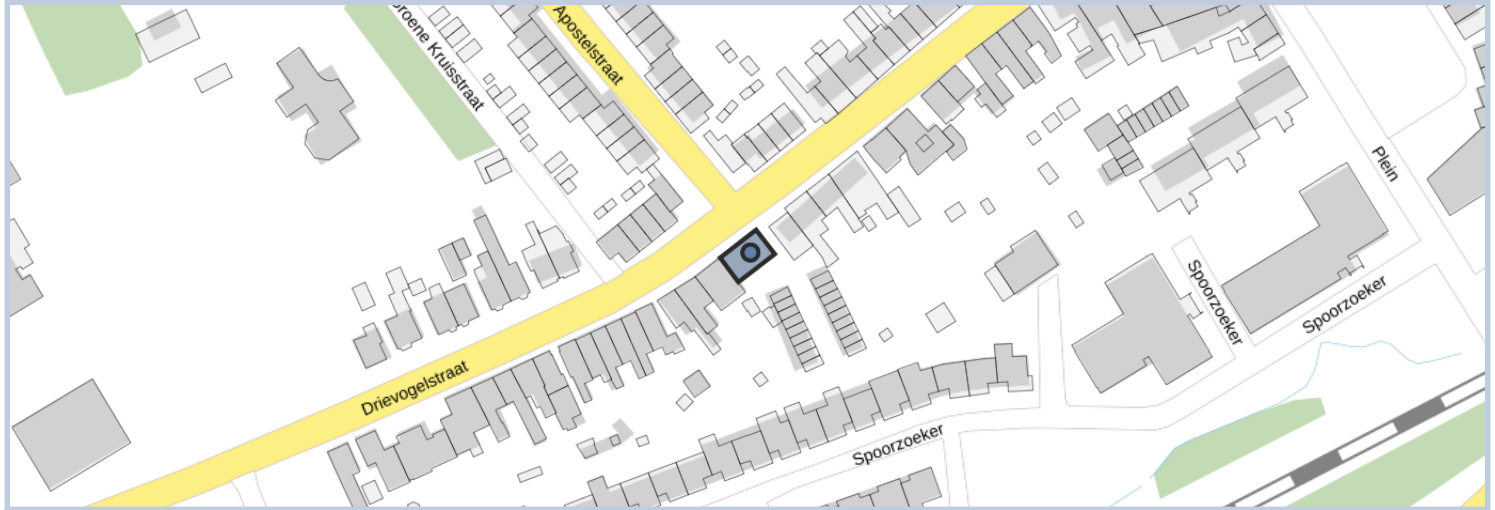 Groene Kruisstraat
Apostelstraat
Plein
Spoorzoeker
Spoorzoeker
Drievogelstraat
Spoorzoeker